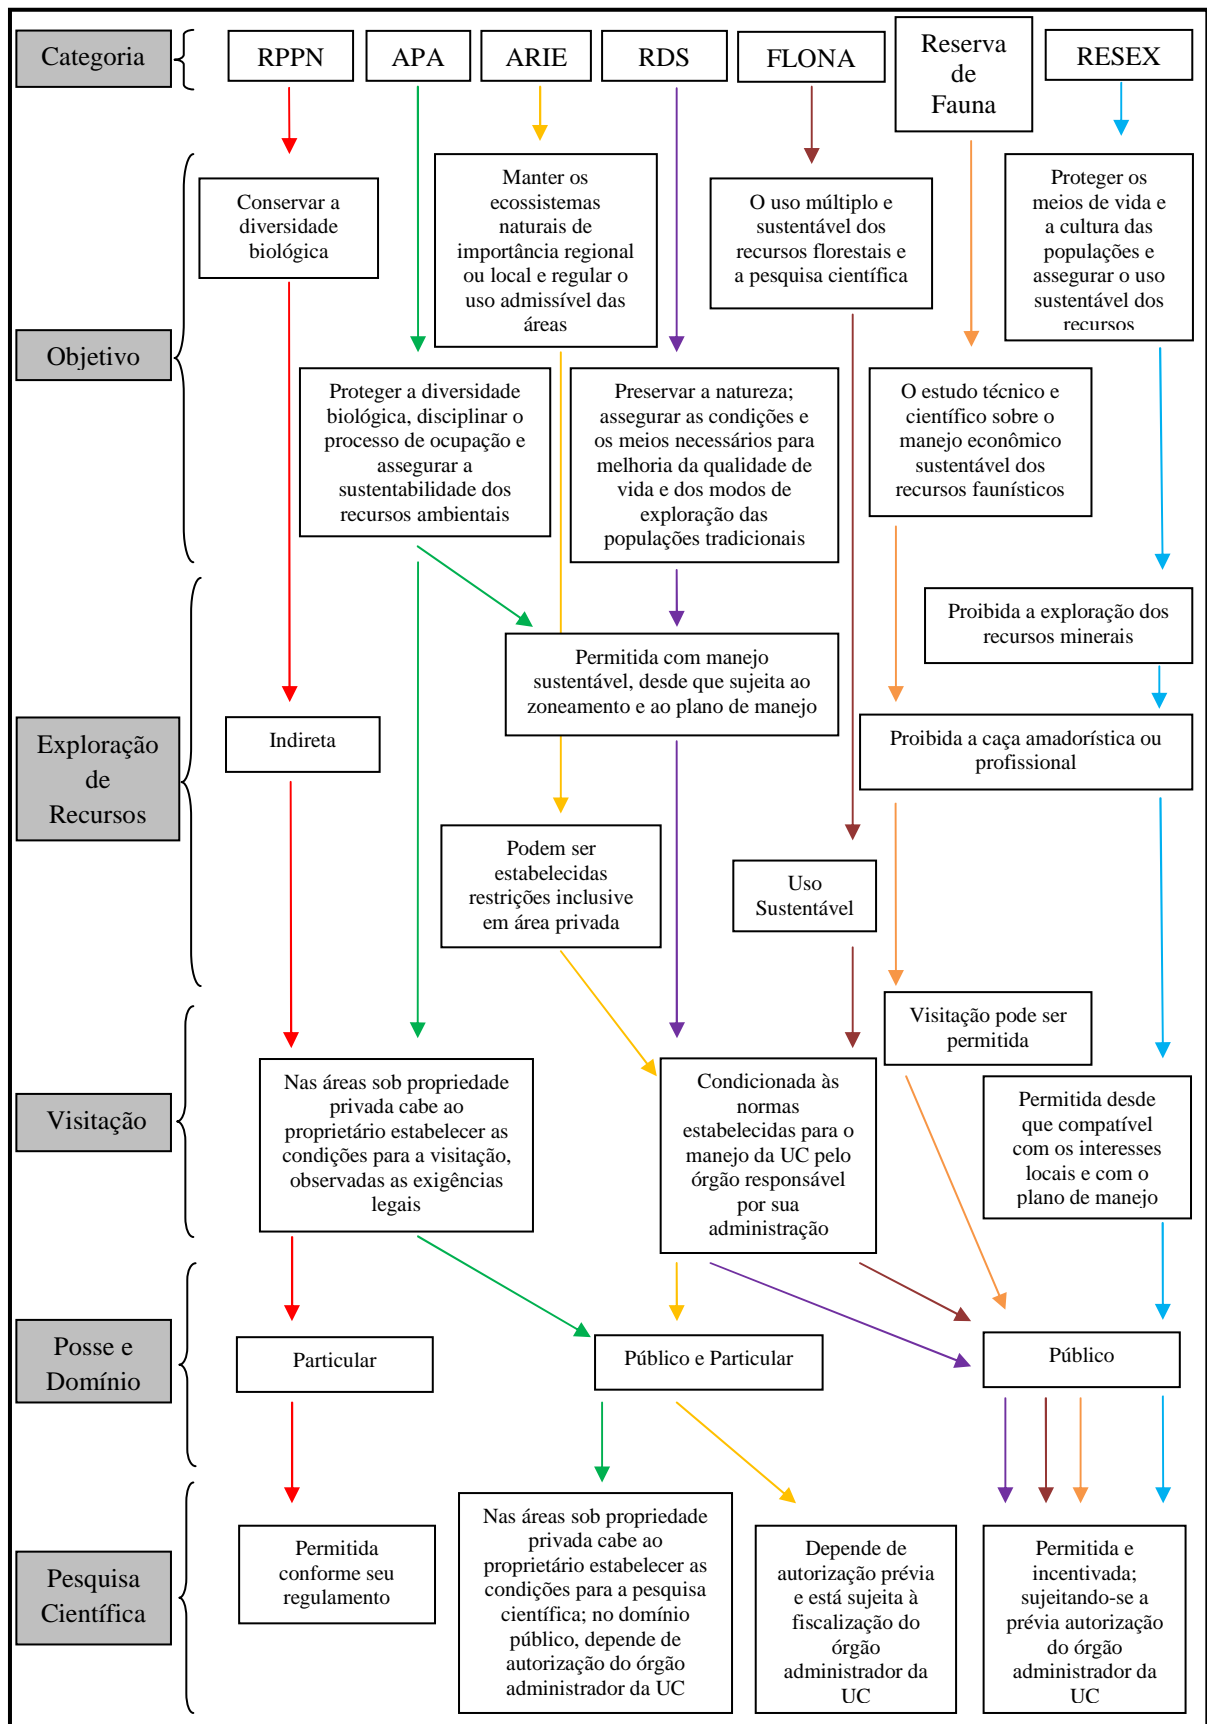 Categoria
RPPN
APA
ARIE
RDS
FLONA
Reserva
de
Fauna
RESEX
Objetivo
Conservar a
diversidade
biológica
Manter os
ecossistemas
naturais de
importância regional
ou local e regular o
uso admissível das
áreas
O uso múltiplo e
sustentável dos
recursos florestais e
a pesquisa científica
Proteger os
meios de vida e
a cultura das
populações e
assegurar o uso
sustentável dos
recursos
Proteger a diversidade
biológica, disciplinar o
processo de ocupação e
assegurar a
sustentabilidade dos
recursos ambientais
Preservar a natureza;
assegurar as condições e
os meios necessários para
melhoria da qualidade de
vida e dos modos de
exploração das
populações tradicionais
O estudo técnico e
científico sobre o
manejo econômico
sustentável dos
recursos faunísticos
Exploração
de
Recursos
Proibida a exploração dos
recursos minerais
Permitida com manejo
sustentável, desde que sujeita ao
zoneamento e ao plano de manejo
Indireta
Proibida a caça amadorística ou
profissional
Podem ser
estabelecidas
restrições inclusive
em área privada
Uso
Sustentável
Visitação
Visitação pode ser
permitida
Nas áreas sob propriedade
privada cabe ao
proprietário estabelecer as
condições para a visitação,
observadas as exigências
legais
Condicionada às
normas
estabelecidas para o
manejo da UC pelo
órgão responsável
por sua
administração
Permitida desde
que compatível
com os interesses
locais e com o
plano de manejo
Posse e
Domínio
Particular
Público e Particular
Público
Pesquisa
Científica
Permitida
conforme seu
regulamento
Nas áreas sob propriedade
privada cabe ao
proprietário estabelecer as
condições para a pesquisa
científica; no domínio
público, depende de
autorização do órgão
administrador da UC
Depende de
autorização prévia
e está sujeita à
fiscalização do
órgão
administrador da
UC
Permitida e
incentivada;
sujeitando-se a
prévia autorização
do órgão
administrador da
UC